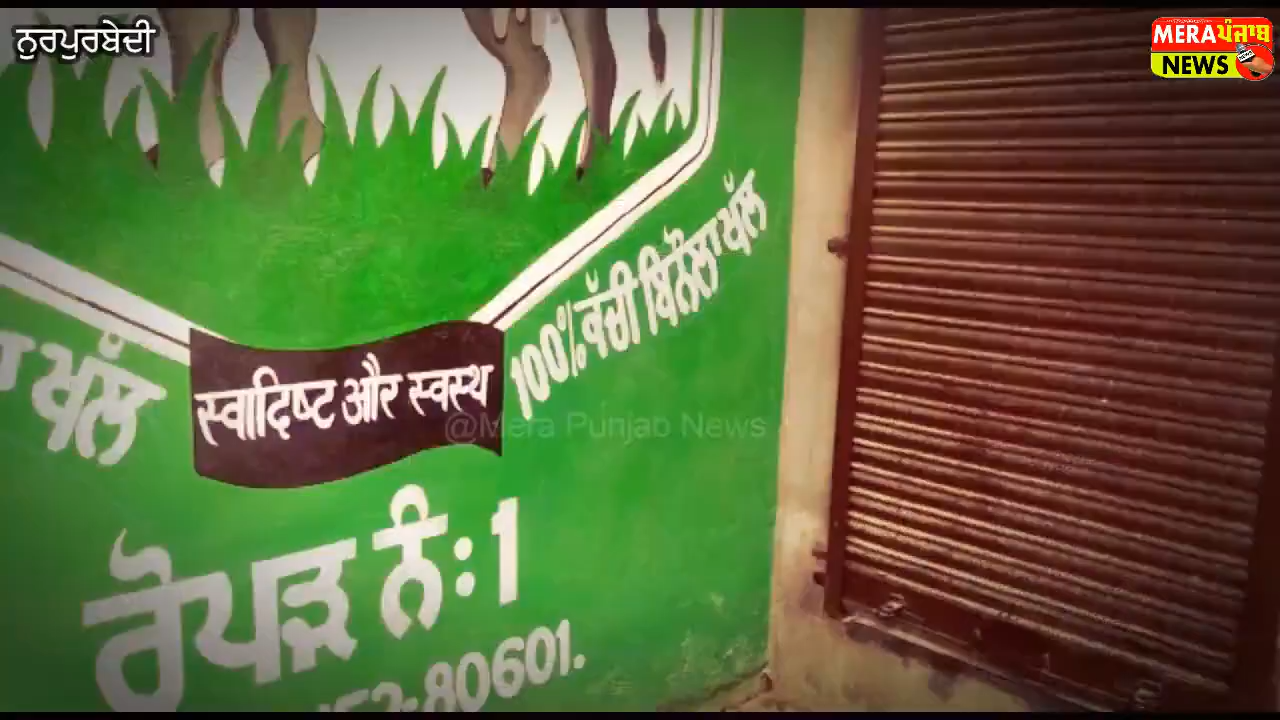 ਨੁਰਪੁਰਬੇਦੀ
MERA ਪੰਜਾਬ
NEWS
ਖੱਲ
स्वादिष्ट और स्वस्थ
100% ਕੱਚੀ ਬਿਨੌਲਾ ਖੱਲ
@Mera Punjab News
ਰੋਪੜ ਨੰ:1
80601.